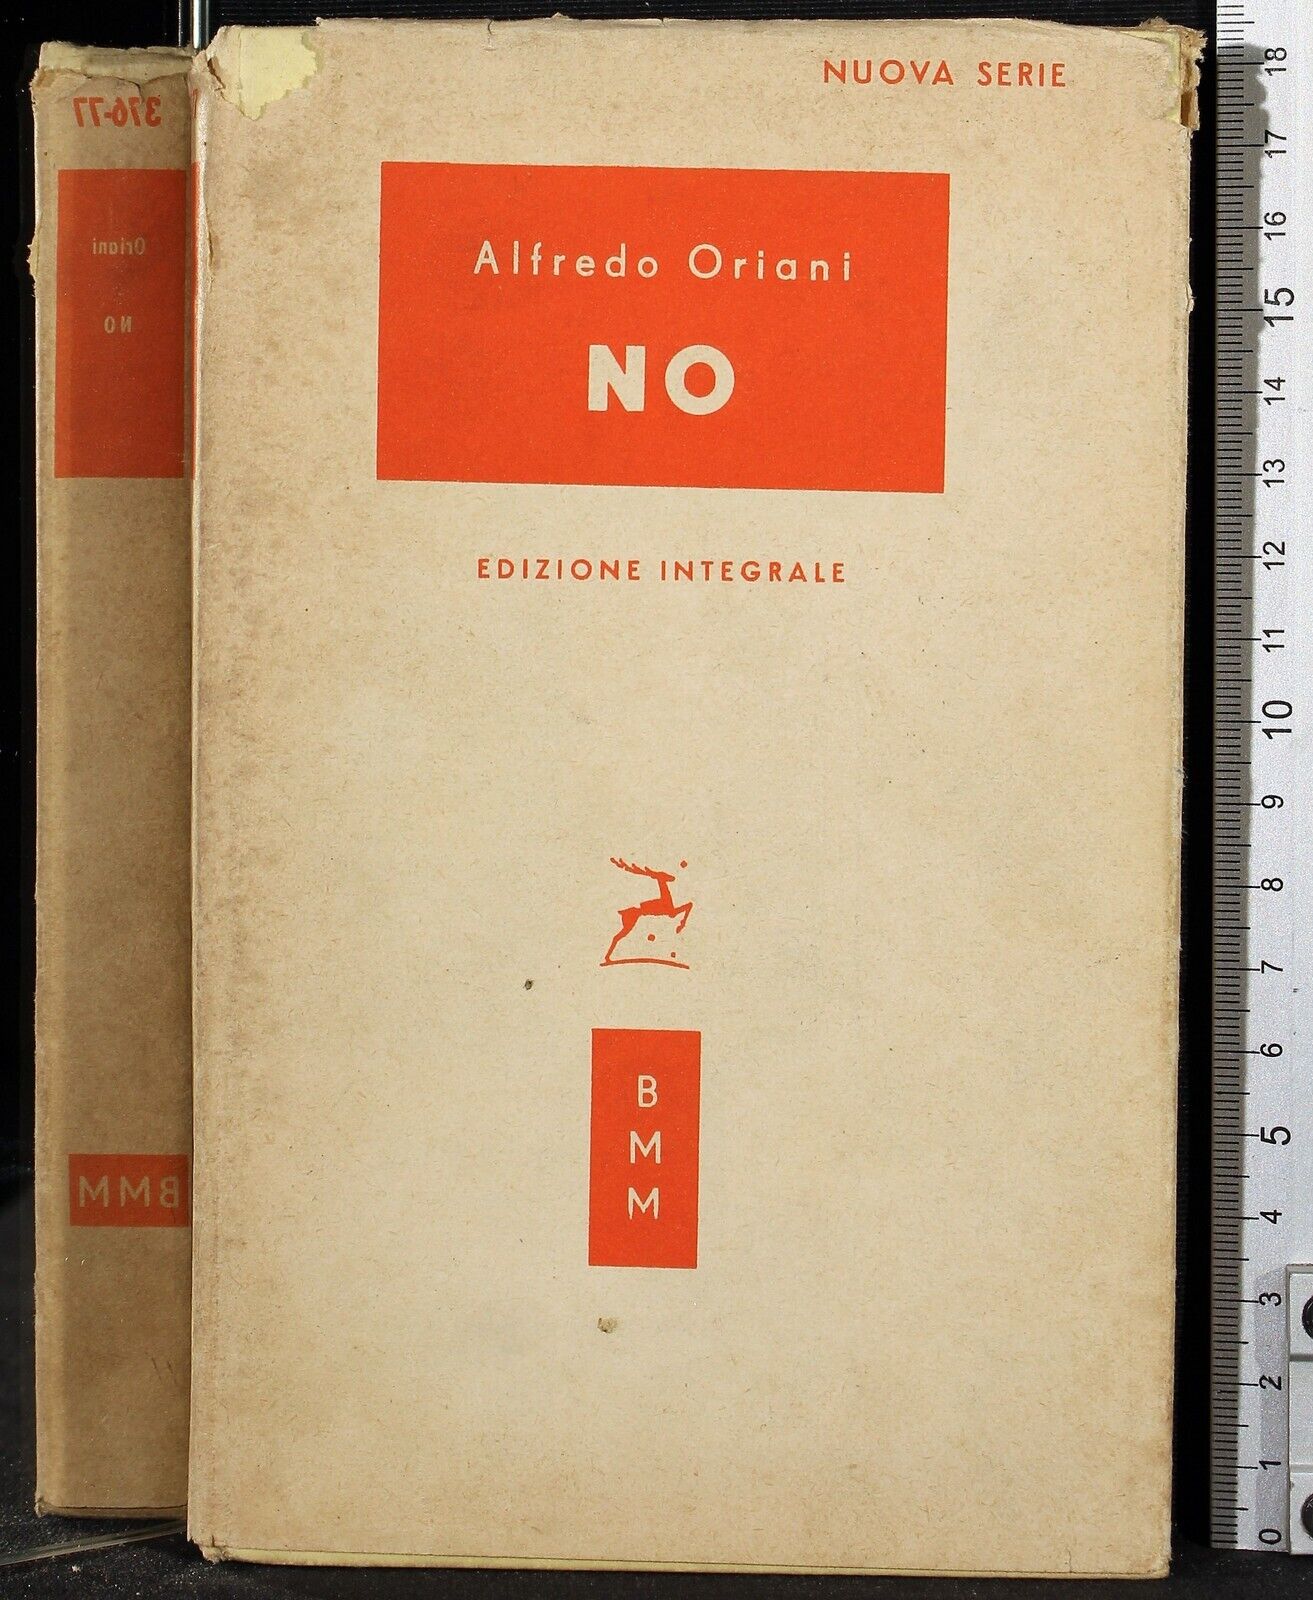 NUOVA SERIE
Alfredo Oriani
NO
EDIZIONE INTEGRALE
B
M
M
376-77
Oriani
NO
BMM
18
17
16
15
14
13
12
11
10
9
8
7
6
5
4
3
2
1
0